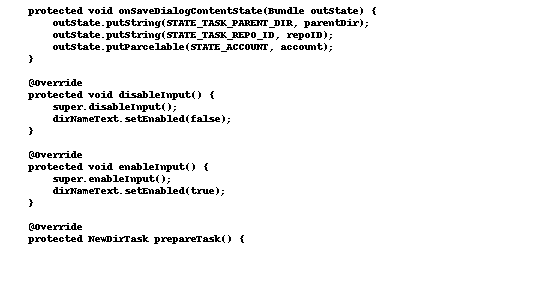 protected void onSaveDialogContentState(Bundle outState) {
    outState.putString(STATE_TASK_PARENT_DIR, parentDir);
    outState.putString(STATE_TASK_REPO_ID, repoID);
    outState.putParcelable(STATE_ACCOUNT, account);
}

@Override
protected void disableInput() {
    super.disableInput();
    dirNameText.setEnabled(false);
}

@Override
protected void enableInput() {
    super.enableInput();
    dirNameText.setEnabled(true);
}

@Override
protected NewDirTask prepareTask() {